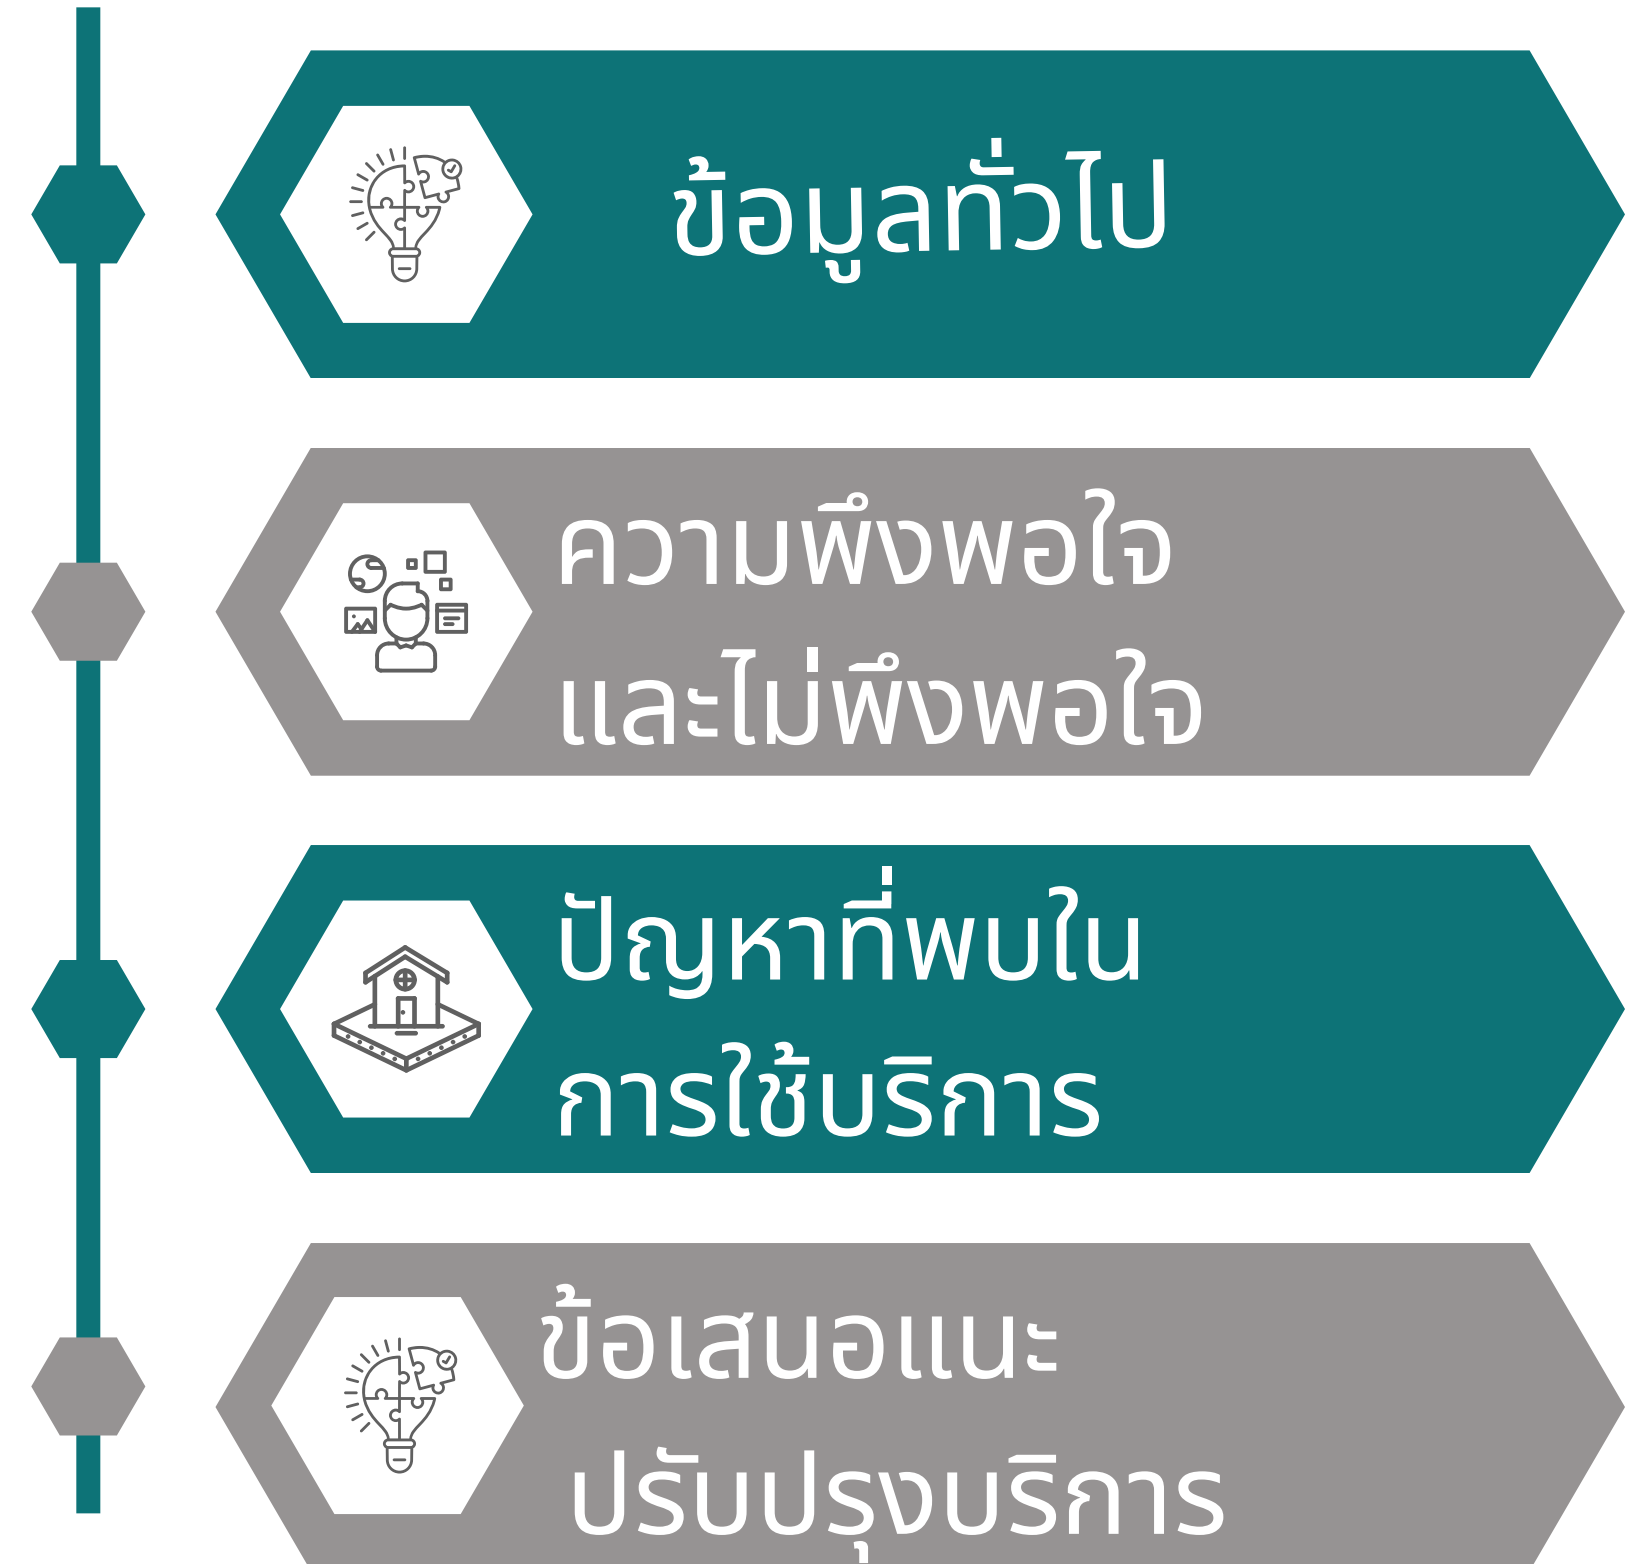 ข้อมูลทั่วไป
ความพึงพอใจ
และไม่พึงพอใจ
ปัญหาที่พบใน
การใช้บริการ
ข้อเสนอแนะ
ปรับปรุงบริการ